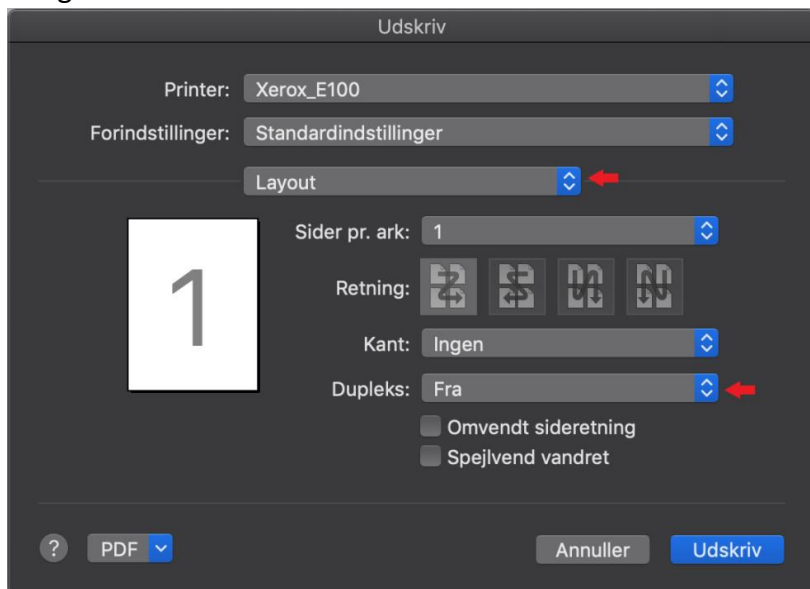 Udskriv
Printer: Xerox_E100
Forindstillinger: Standardindstillinger
Layout
Sider pr. ark: 1
1
Retning:
Kant: Ingen
Dupleks: Fra
Omvendt sideretning
Spejlvend vandret
? PDF Annuller Udskriv